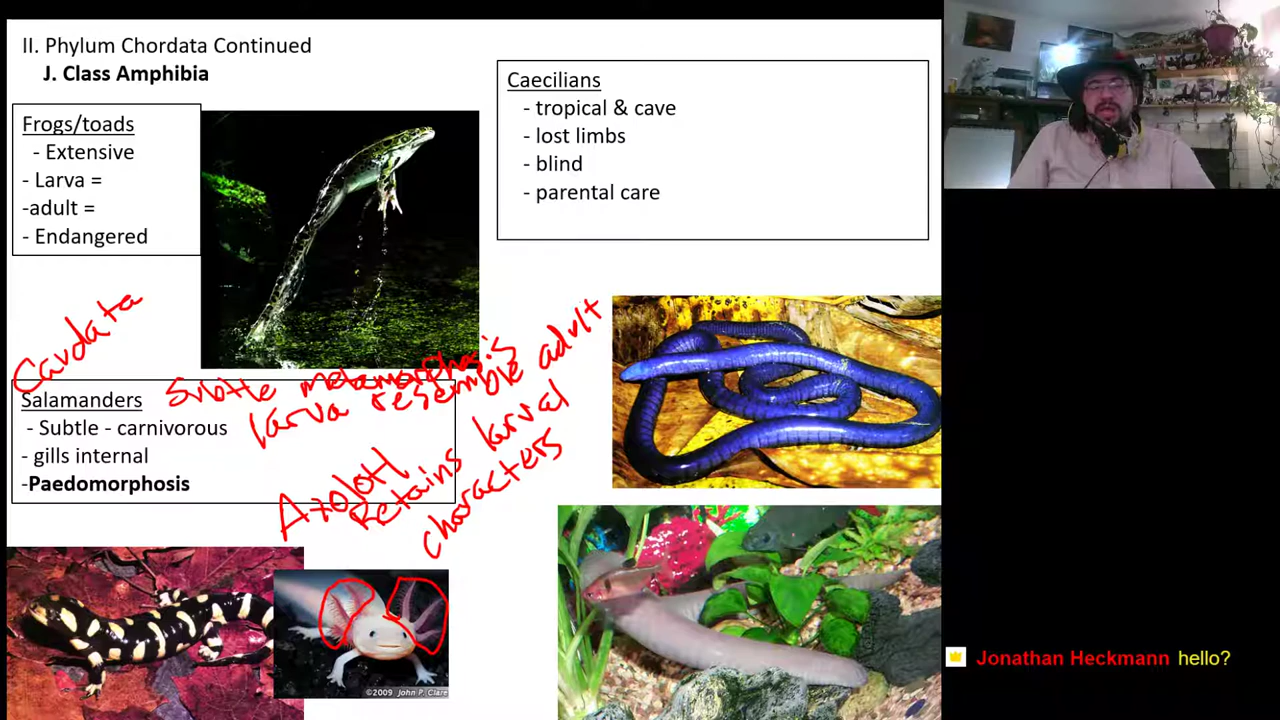 II. Phylum Chordata Continued
J. Class Amphibia
Frogs/toads
- Extensive
- Larva =
-adult =
- Endangered
Caecilians
- tropical & cave
- lost limbs
- blind
- parental care
Caudata
Subtle metamorphosis
larva resemble adult
Salamanders
- Subtle - carnivorous
- gills internal
-Paedomorphosis
Axolotl
Retains larval
characters
©2009 John P. Clare
Jonathan Heckmann hello?